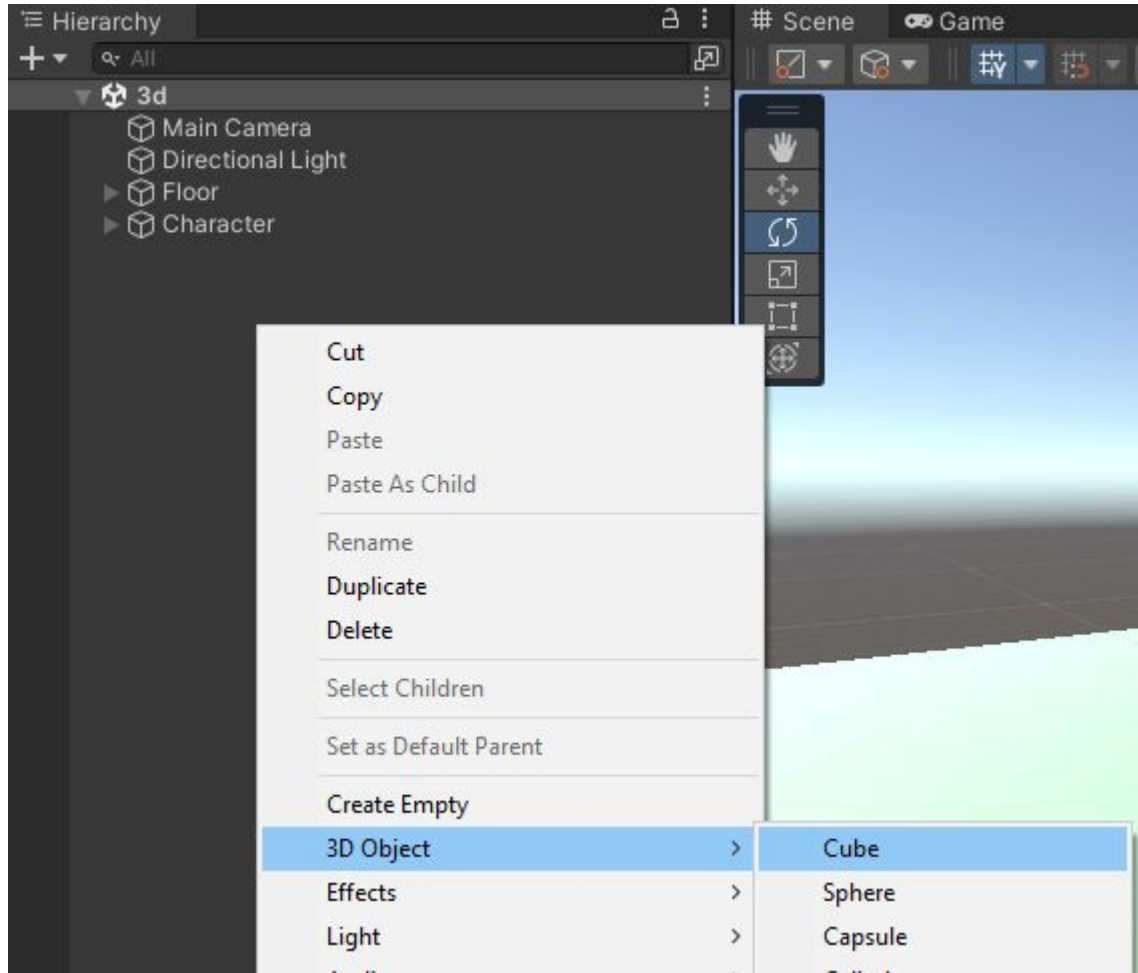 Hierarchy
All
3d
Main Camera
Directional Light
Floor
Character
Scene
Game
Cut
Copy
Paste
Paste As Child
Rename
Duplicate
Delete
Select Children
Set as Default Parent
Create Empty
3D Object
Effects
Light
Cube
Sphere
Capsule